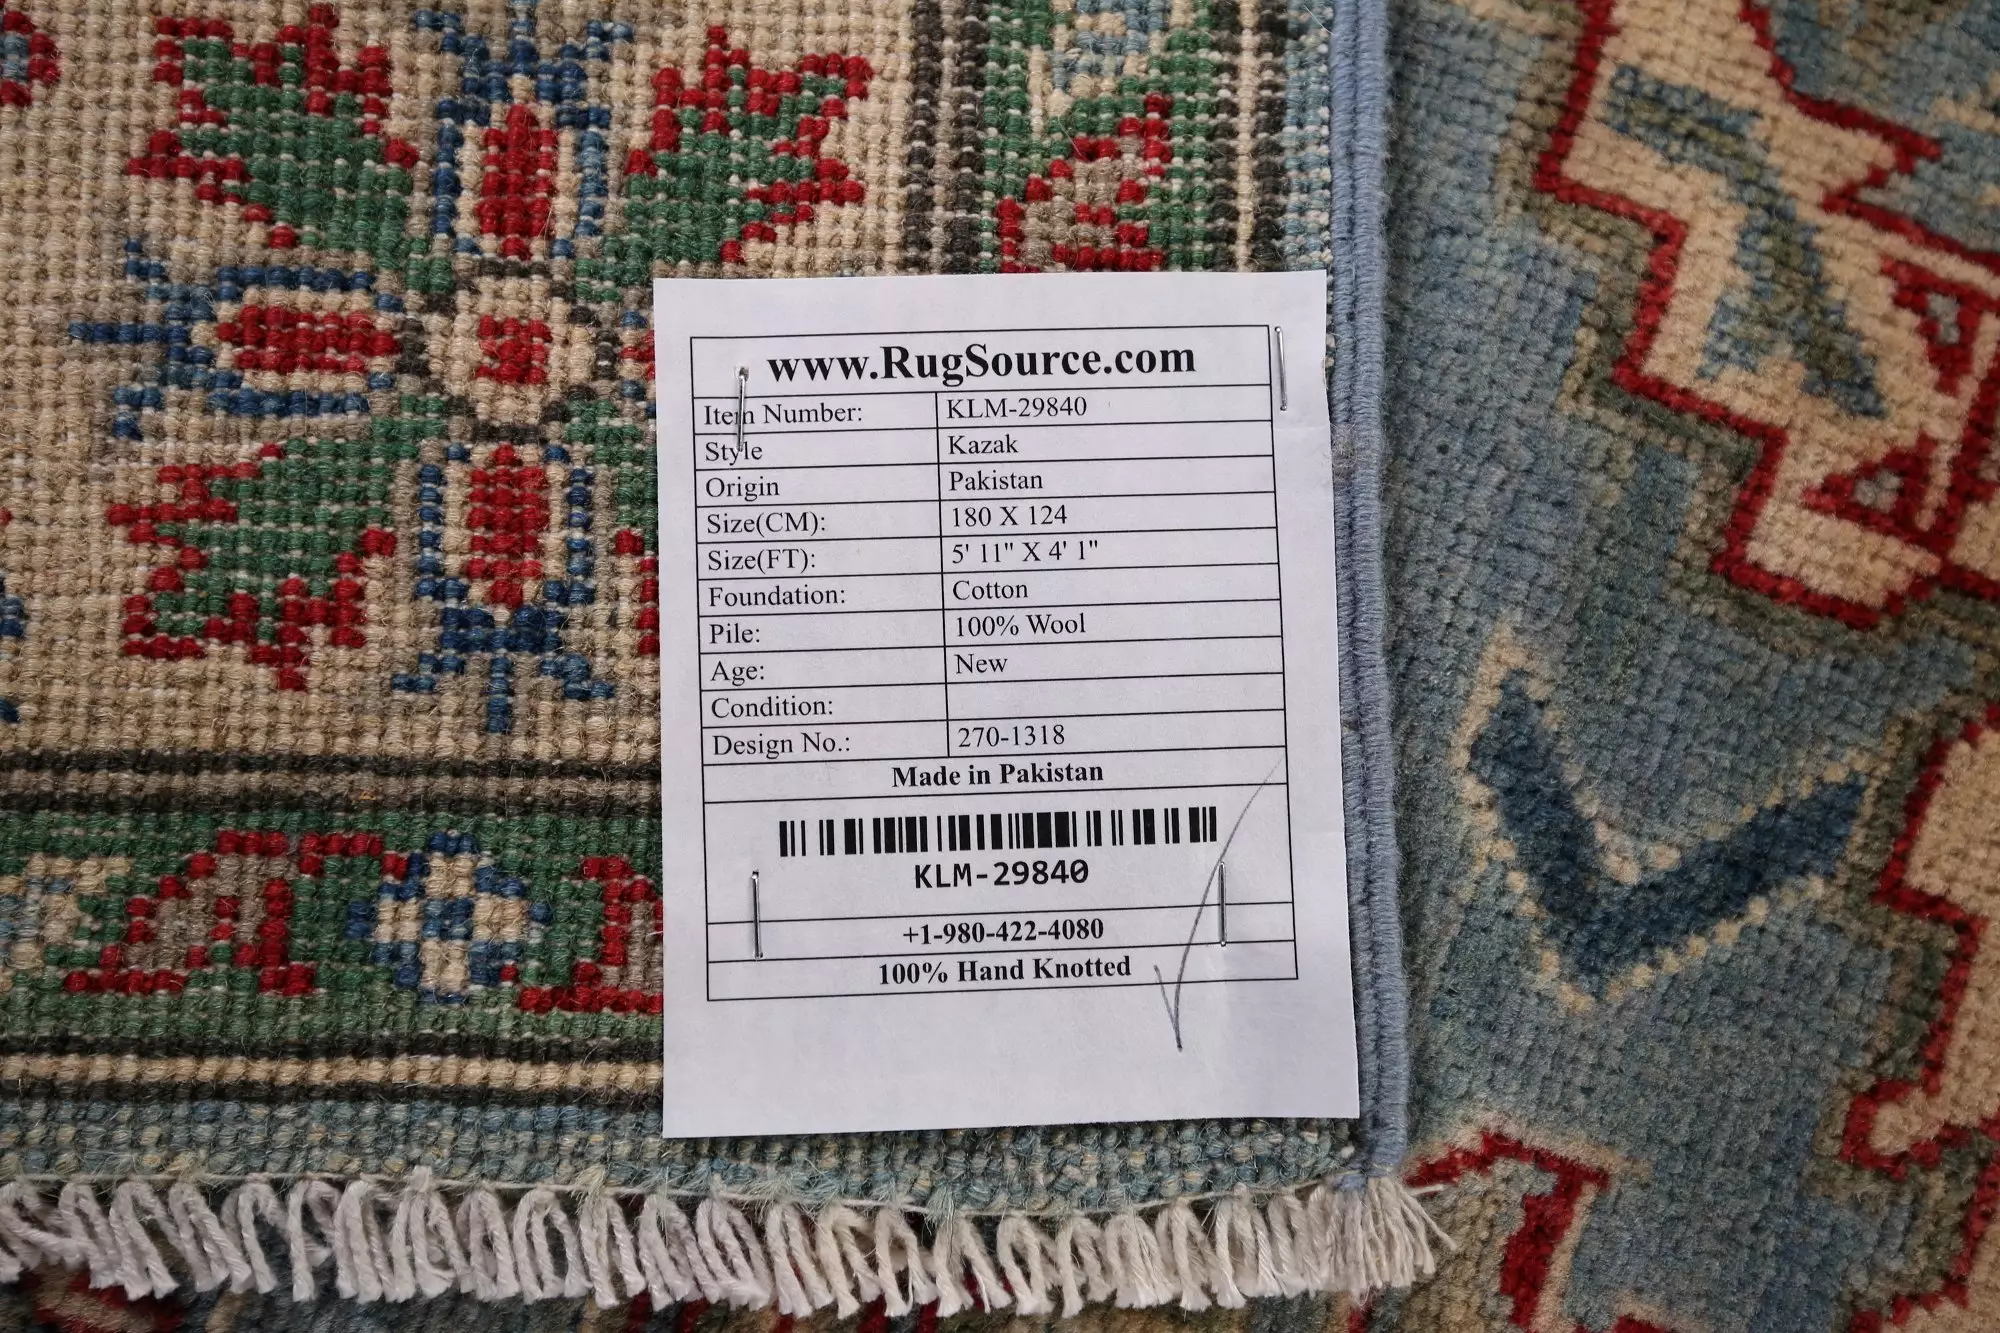 www.RugSource.com
Item Number: KLM-29840
Style Kazak
Origin Pakistan
Size(CM): 180 X 124
Size(FT): 5' 11" X 4' 1"
Foundation: Cotton
Pile: 100% Wool
Age: New
Condition:
Design No.: 270-1318
Made in Pakistan
KLM-29840
+1-980-422-4080
100% Hand Knotted